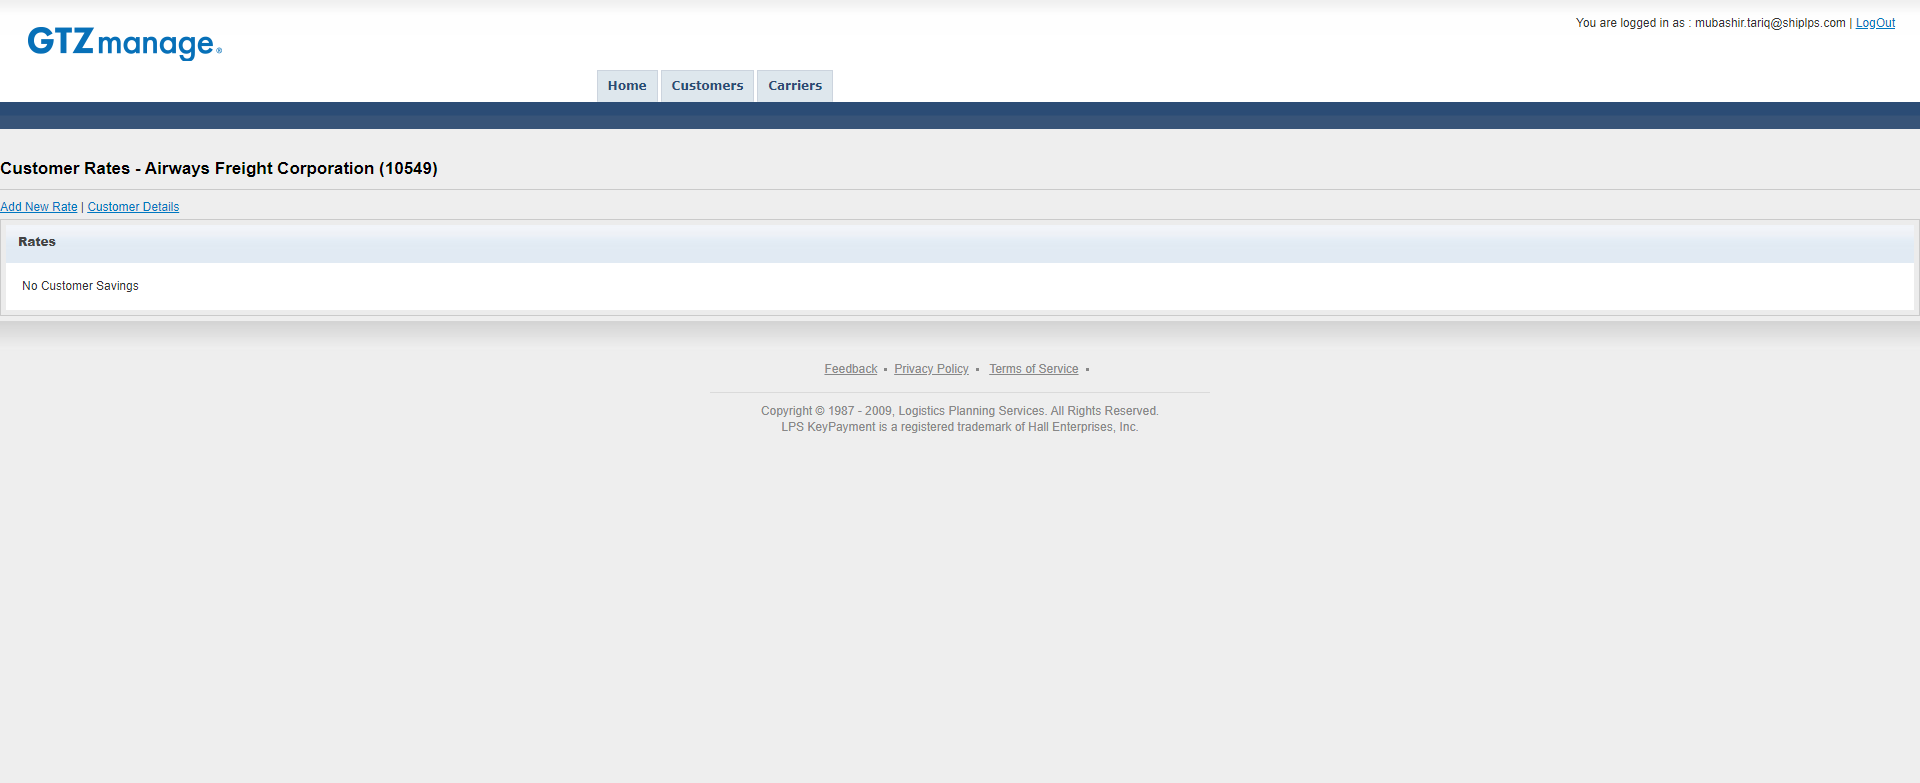 GTZmanage®
You are logged in as : mubashir.tariq@shiplps.com | LogOut
Home Customers Carriers
Customer Rates - Airways Freight Corporation (10549)
Add New Rate | Customer Details
Rates
No Customer Savings
Feedback ▪ Privacy Policy ▪ Terms of Service ▪
Copyright © 1987 - 2009, Logistics Planning Services. All Rights Reserved.
LPS KeyPayment is a registered trademark of Hall Enterprises, Inc.